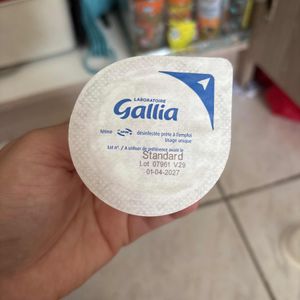 LABORATOIRE
Gallia
tétine
désinfectée prête à l'emploi
Usage unique
Lot n°. / A utiliser de préférence avant le
Standard
Lot 07961 V29
01-04-2027